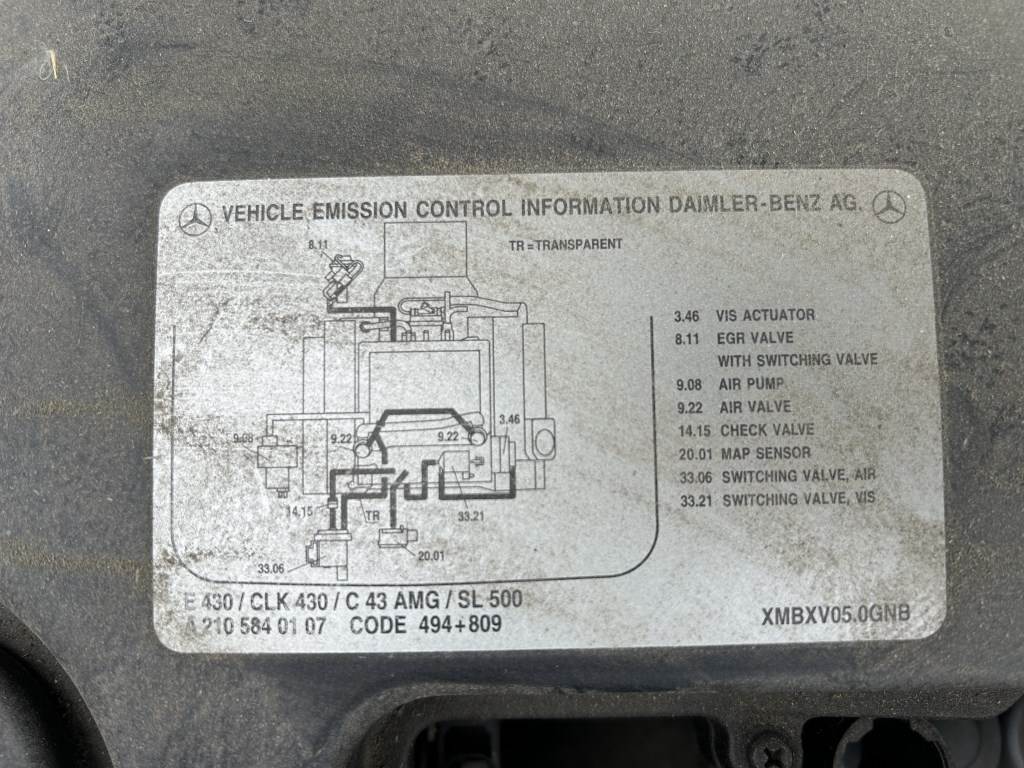 VEHICLE EMISSION CONTROL INFORMATION DAIMLER-BENZ AG.
TR=TRANSPARENT
8.11
3.46 VIS ACTUATOR
8.11 EGR VALVE
WITH SWITCHING VALVE
9.08 AIR PUMP
9.22 AIR VALVE
14.15 CHECK VALVE
20.01 MAP SENSOR
33.06 SWITCHING VALVE, AIR
33.21 SWITCHING VALVE, VIS
3.46
9.08
9.22
9.22
14.15
TR
33.21
20.01
33.06
E 430 / CLK 430 / C 43 AMG / SL 500
A 210 584 01 07 CODE 494+809
XMBXV05.0GNB